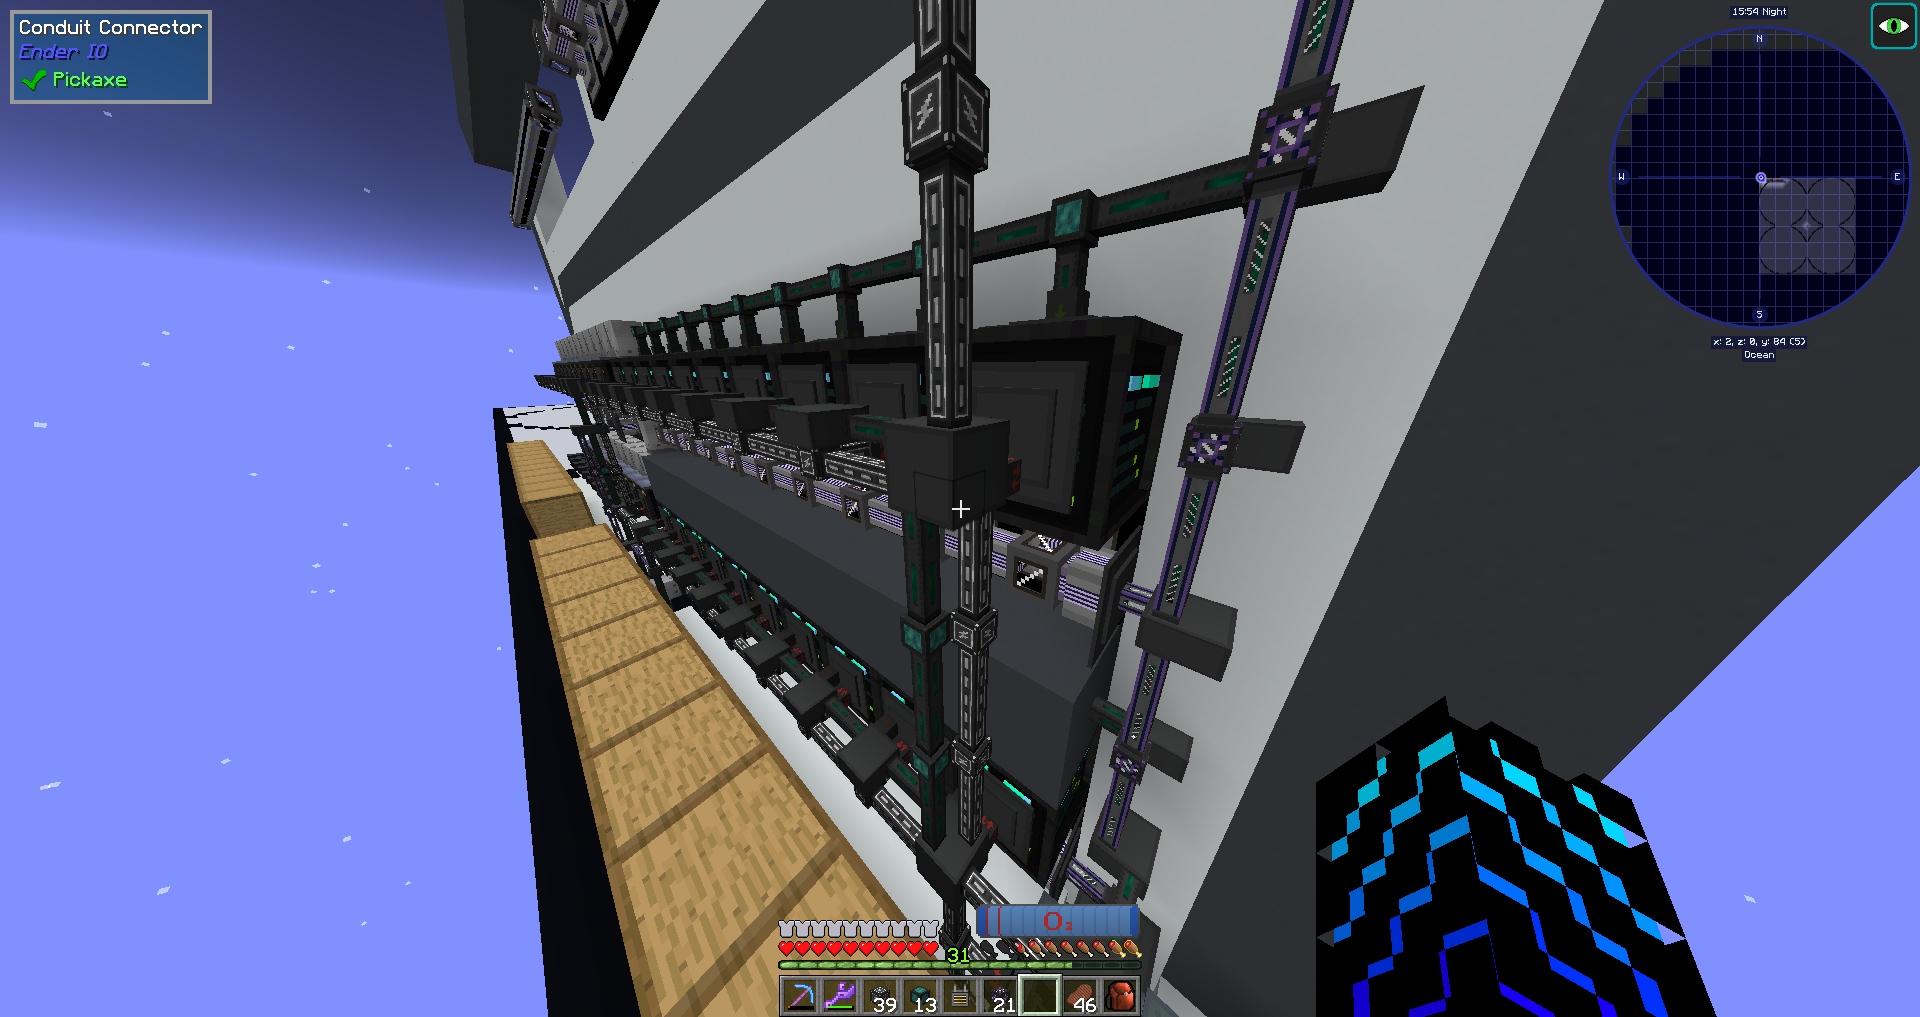 Conduit Connector
Ender IO
Pickaxe
15:54 Night
N
W
E
S
x: 2, z: 0, y: 84 (5)
Ocean
O₂
31
39
13
21
46